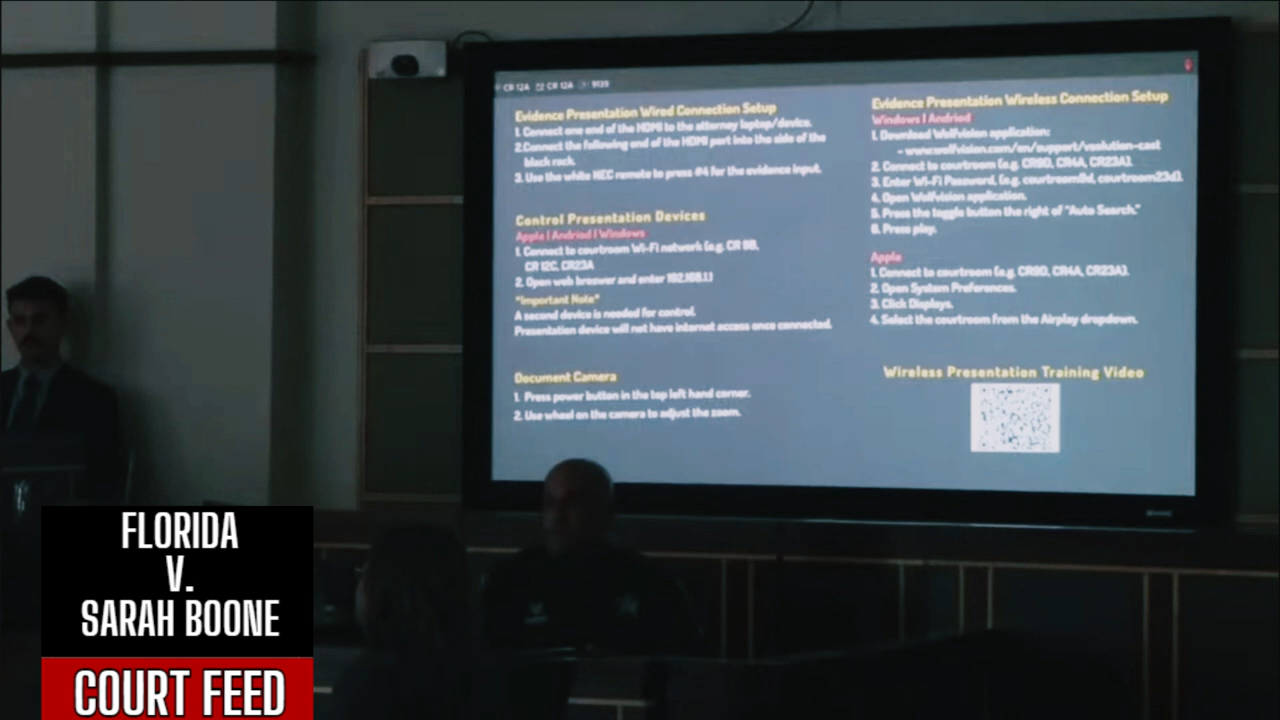 CR 12A CR 12A 9135
Evidence Presentation Wired Connection Setup
1. Connect one end of the HDMI to the attorney laptop/device.
2.Connect the following end of the HDMI port into the side of the
black rack.
3. Use the white NEC remote to press #4 for the evidence input.
Control Presentation Devices
Apple | Andriod | Windows
1. Connect to courtroom Wi-Fi network (e.g. CR 9B,
CR 12C, CR23A
2. Open web browser and enter 192.168.1.1
*Important Note*
A second device is needed for control.
Presentation device will not have internet access once connected.
Document Camera
1. Press power button in the top left hand corner.
2. Use wheel on the camera to adjust the zoom.
Evidence Presentation Wireless Connection Setup
Windows | Andriod
1. Download Wolfvision application:
- www.wolfvision.com/en/support/vsolution-cast
2. Connect to courtroom (e.g. CR9D, CR4A, CR23A).
3. Enter Wi-Fi Password, (e.g. courtroom9d, courtroom23d).
4. Open Wolfvision application.
5. Press the toggle button the right of "Auto Search."
6. Press play.
Apple
1. Connect to courtroom (e.g. CR9D, CR4A, CR23A).
2. Open System Preferences.
3. Click Displays.
4. Select the courtroom from the Airplay dropdown.
Wireless Presentation Training Video
FLORIDA
V.
SARAH BOONE
COURT FEED